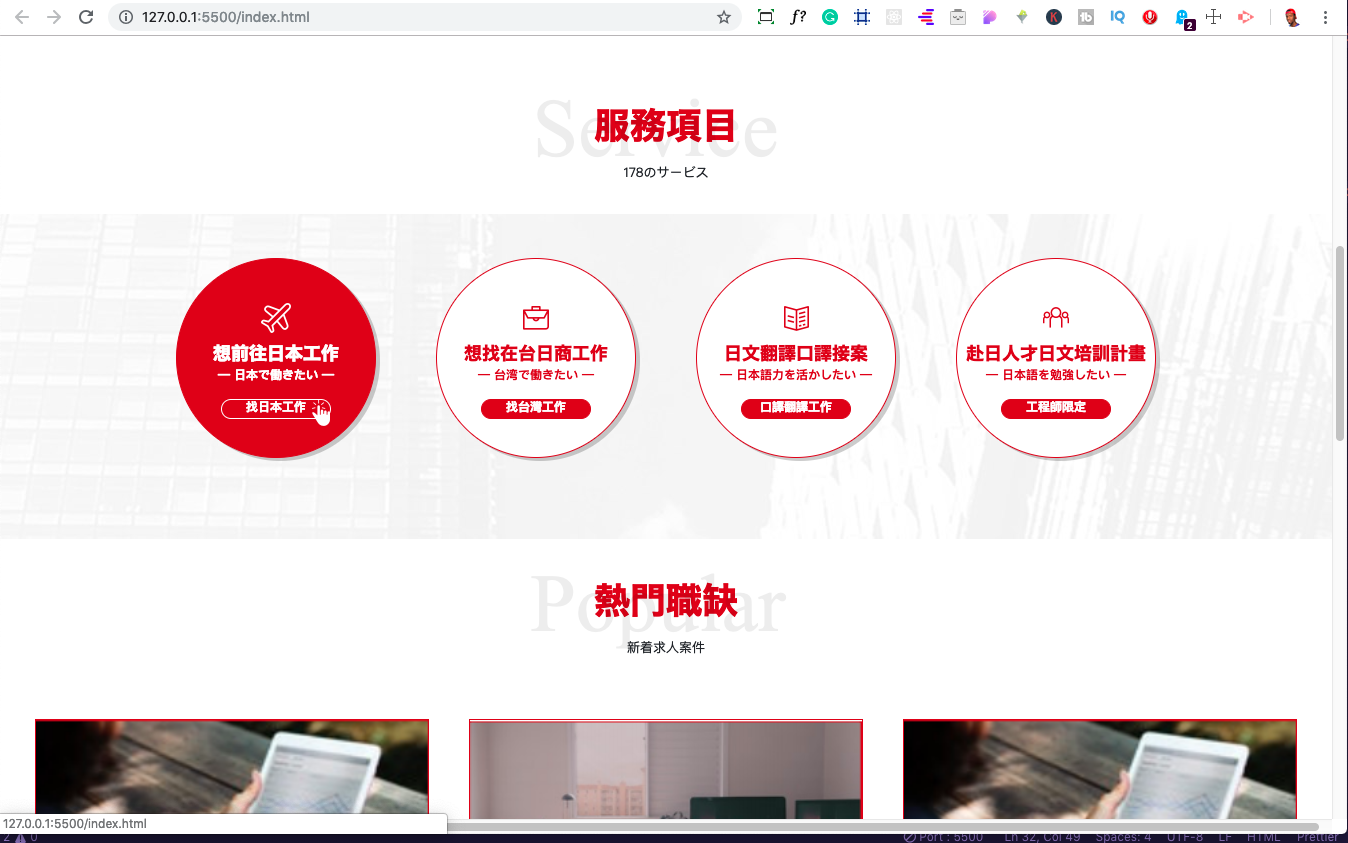 127.0.0.1:5500/index.html
f?
K
tb
IQ
2
Service
服務項目
178のサービス
想前往日本工作
— 日本で働きたい —
找日本工作
想找在台日商工作
— 台湾で働きたい —
找台灣工作
日文翻譯口譯接案
— 日本語力を活かしたい —
口譯翻譯工作
赴日人才日文培訓計畫
— 日本語を勉強したい —
工程師限定
Popular
熱門職缺
新着求人案件
127.0.0.1:5500/index.html
2 0 Port : 5500 Ln 32, Col 49 Spaces: 4 UTF-8 LF HTML Prettier